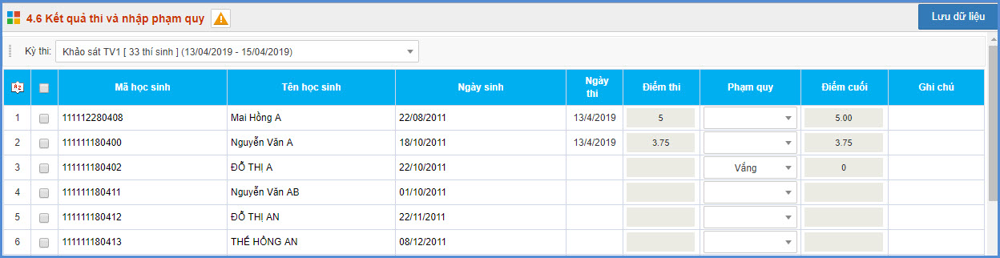 4.6 Kết quả thi và nhập phạm quy
Lưu dữ liệu
Kỳ thi: Khảo sát TV1 [ 33 thí sinh ] (13/04/2019 - 15/04/2019)
Mã học sinh Tên học sinh Ngày sinh Ngày thi Điểm thi Phạm quy Điểm cuối Ghi chú
1 111112280408 Mai Hồng A 22/08/2011 13/4/2019 5 5.00
2 111111180400 Nguyễn Văn A 18/10/2011 13/4/2019 3.75 3.75
3 111111180402 ĐỖ THỊ A 22/10/2011 Vắng 0
4 111111180411 Nguyễn Văn AB 01/10/2011
5 111111180412 ĐỖ THỊ AN 22/11/2011
6 111111180413 THẾ HỒNG AN 08/12/2011